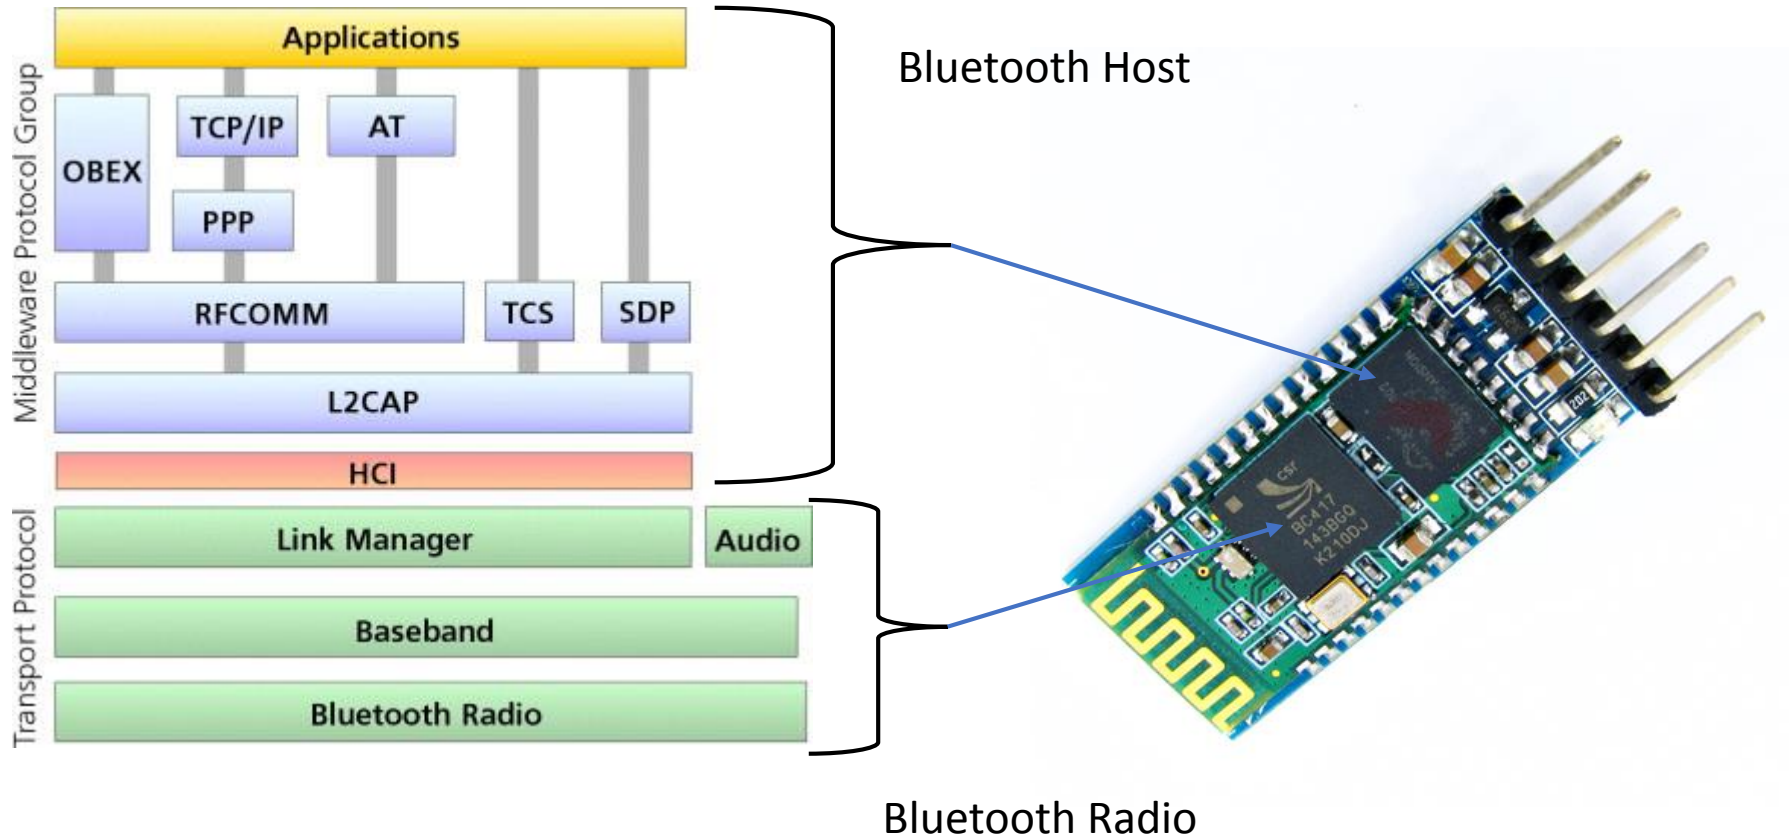 Applications
Bluetooth Host
Middleware Protocol Group
OBEX
TCP/IP
AT
PPP
RFCOMM
TCS
SDP
L2CAP
HCI
Transport Protocol
Link Manager
Audio
Baseband
Bluetooth Radio
csr
BC417
143BGQ
K210DJ
202
Bluetooth Radio